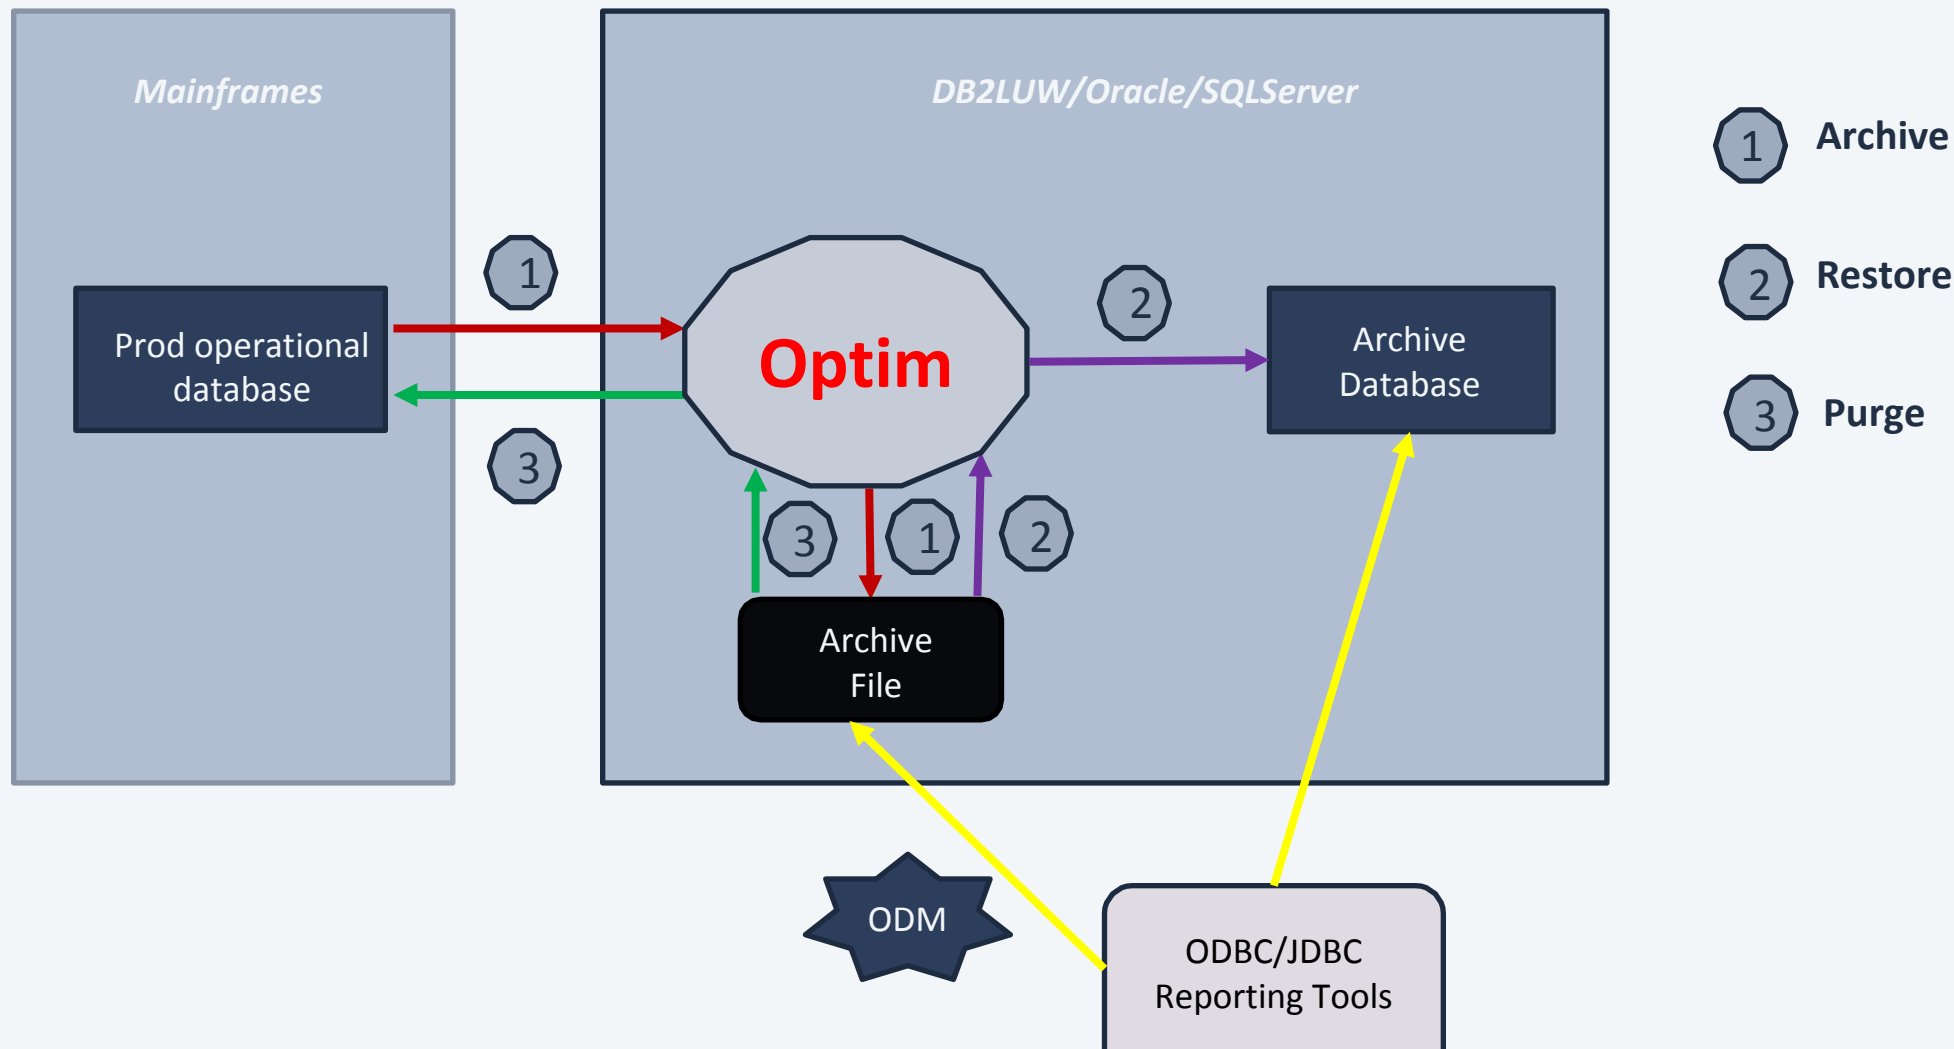 Mainframes
DB2LUW/Oracle/SQLServer
1
Archive
2
Restore
3
Purge
1
Prod operational
database
3
Optim
2
Archive
Database
3
1
2
Archive
File
ODM
ODBC/JDBC
Reporting Tools